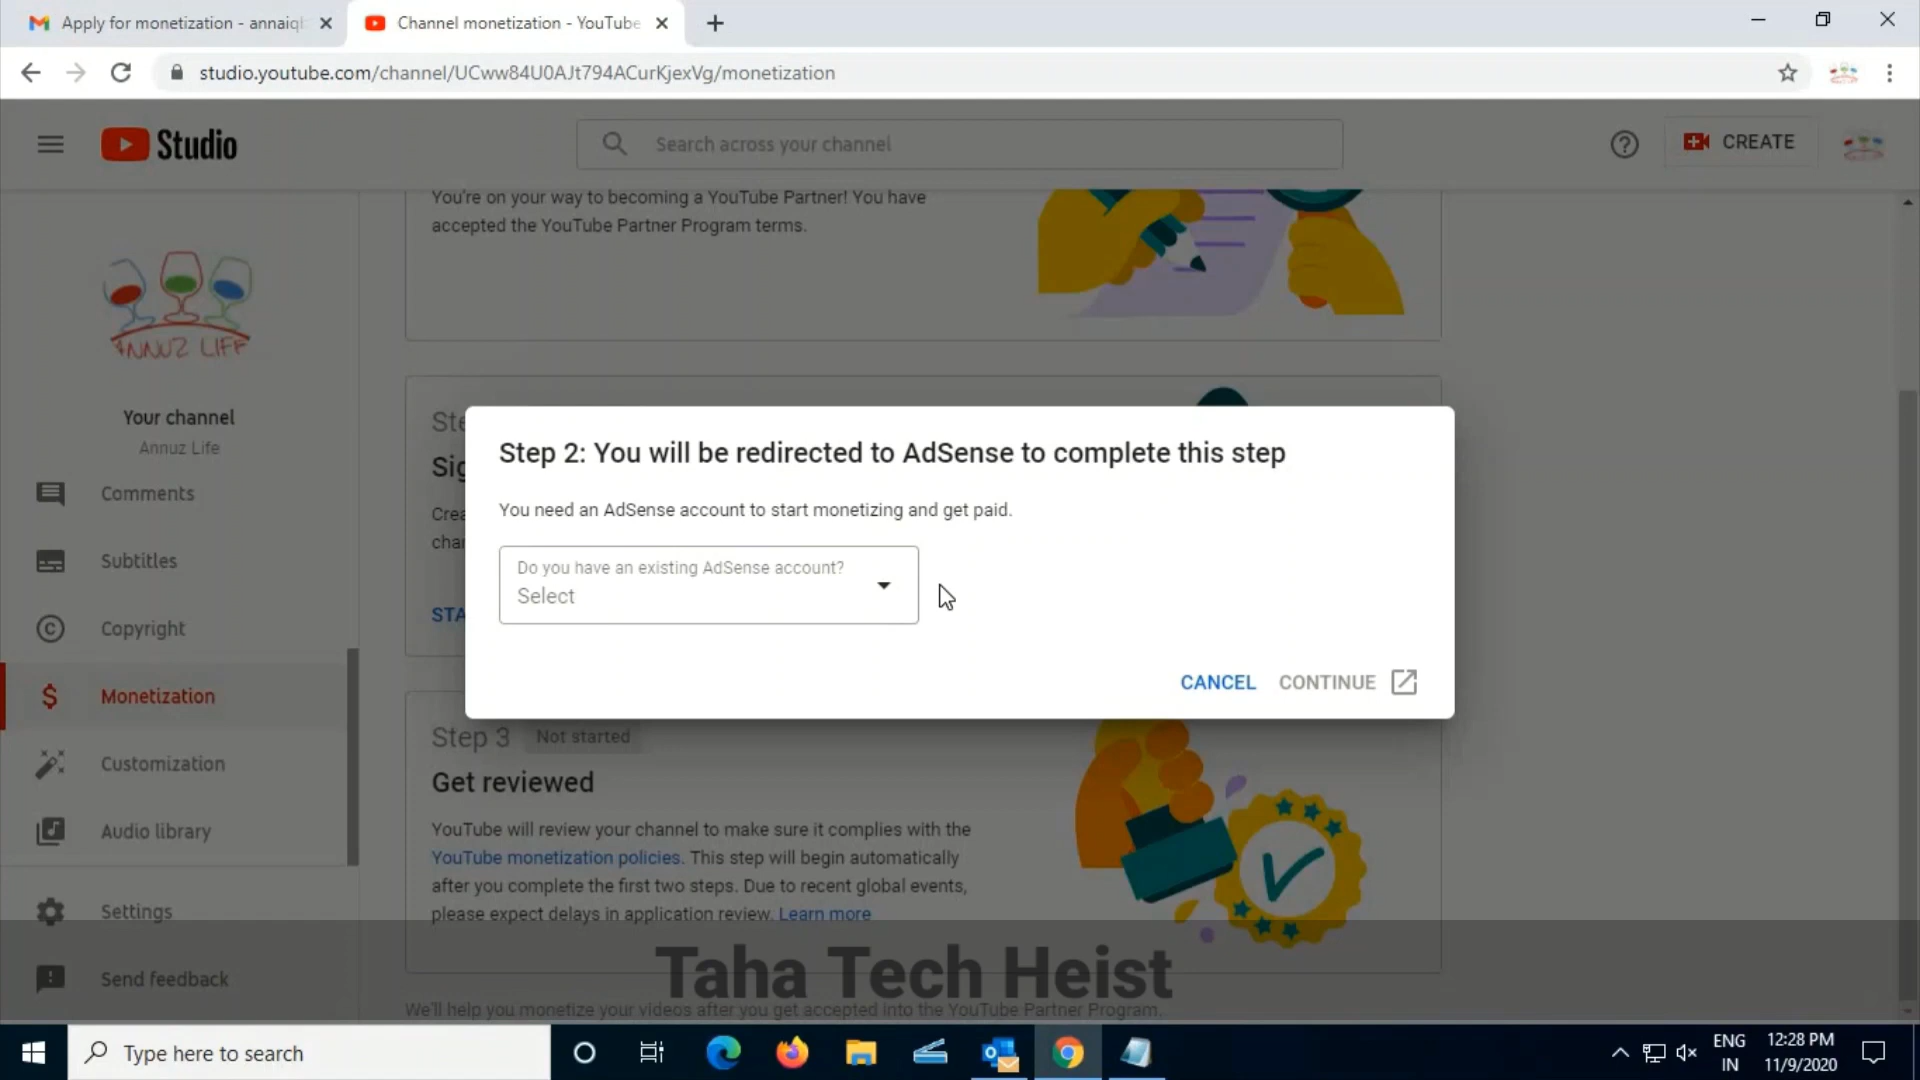 Apply for monetization - annaiq
Channel monetization - YouTube
studio.youtube.com/channel/UCww84U0AJt794ACurKjexVg/monetization
Studio
Search across your channel
CREATE
You're on your way to becoming a YouTube Partner! You have
accepted the YouTube Partner Program terms.
ANNUZ LIFF
Your channel
Annuz Life
Comments
Subtitles
Copyright
Monetization
Customization
Audio library
Settings
Send feedback
Ste
Sig
Crea
char
STA
Step 2: You will be redirected to AdSense to complete this step
You need an AdSense account to start monetizing and get paid.
Do you have an existing AdSense account?
Select
CANCEL CONTINUE
Step 3 Not started
Get reviewed
YouTube will review your channel to make sure it complies with the
YouTube monetization policies. This step will begin automatically
after you complete the first two steps. Due to recent global events,
please expect delays in application review. Learn more
Taha Tech Heist
We'll help you monetize your videos after you get accepted into the YouTube Partner Program.
Type here to search
ENG
IN
12:28 PM
11/9/2020